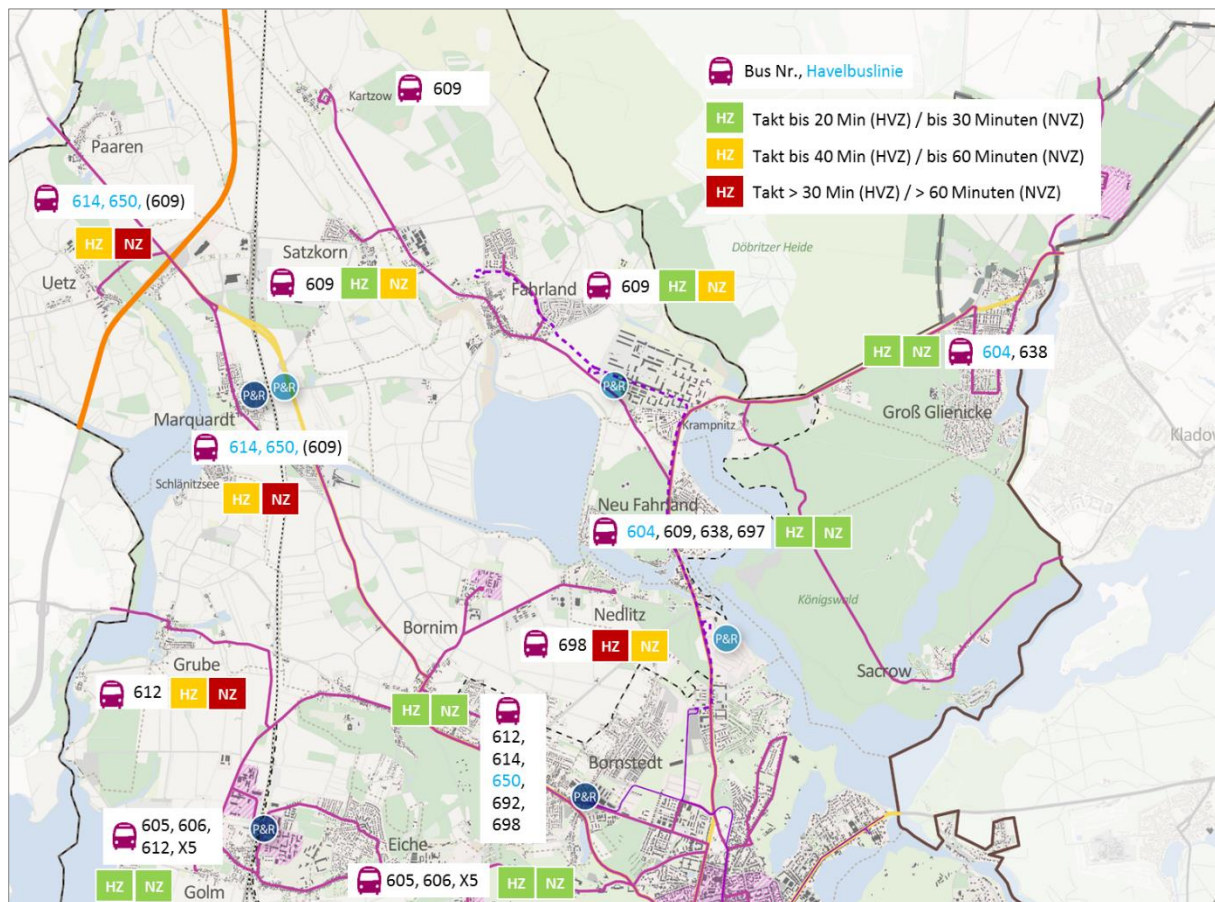 Bus Nr., Havelbuslinie
HZ Takt bis 20 Min (HVZ) / bis 30 Minuten (NVZ)
HZ Takt bis 40 Min (HVZ) / bis 60 Minuten (NVZ)
HZ Takt > 30 Min (HVZ) / > 60 Minuten (NVZ)
Kartzow
609
Paaren
614, 650, (609)
HZ NZ
Uetz
Satzkorn
609 HZ NZ
Fahrland
609 HZ NZ
Döbritzer Heide
HZ NZ 604, 638
Groß Glienicke
Kladow
P&R
P&R
P&R
Marquardt
614, 650, (609)
Schlänitzsee
HZ NZ
Krampnitz
Neu Fahrland
604, 609, 638, 697 HZ NZ
Königswald
Nedlitz
698 HZ NZ
P&R
Sacrow
Bornim
Grube
612 HZ NZ
HZ NZ
612,
614,
650,
692,
698
Bornstedt
P&R
605, 606,
612, X5
P&R
HZ NZ
Golm
Eiche
605, 606, X5 HZ NZ